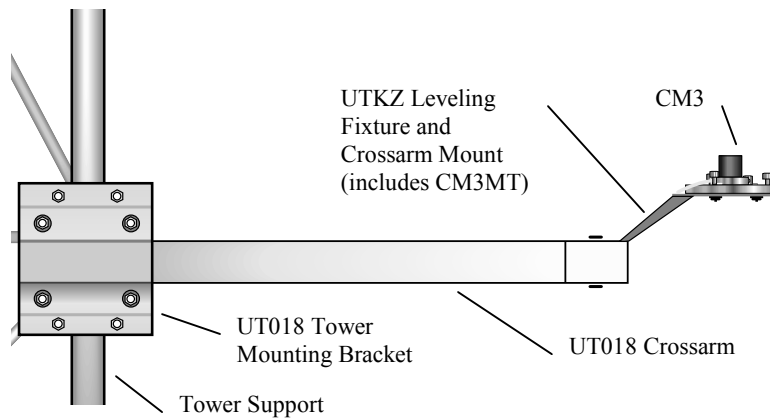 UTKZ Leveling
Fixture and
Crossarm Mount
(includes CM3MT)
CM3
UT018 Tower
Mounting Bracket
UT018 Crossarm
Tower Support